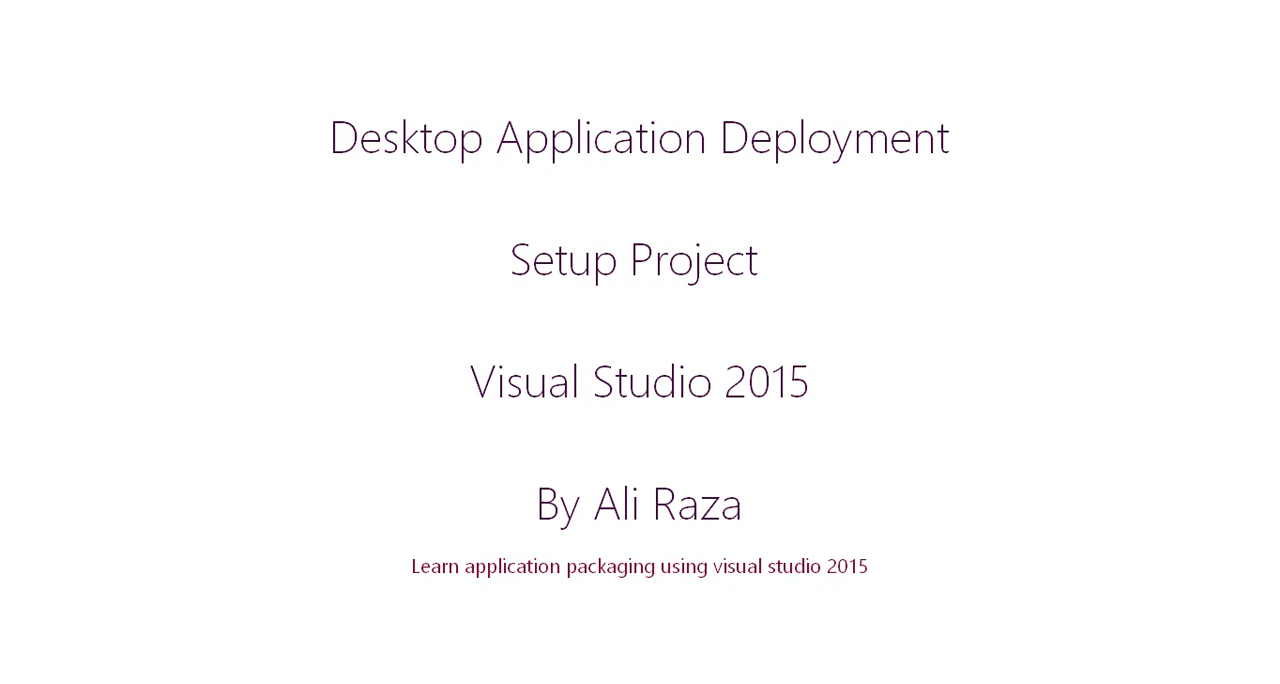 Desktop Application Deployment
Setup Project
Visual Studio 2015
By Ali Raza
Learn application packaging using visual studio 2015